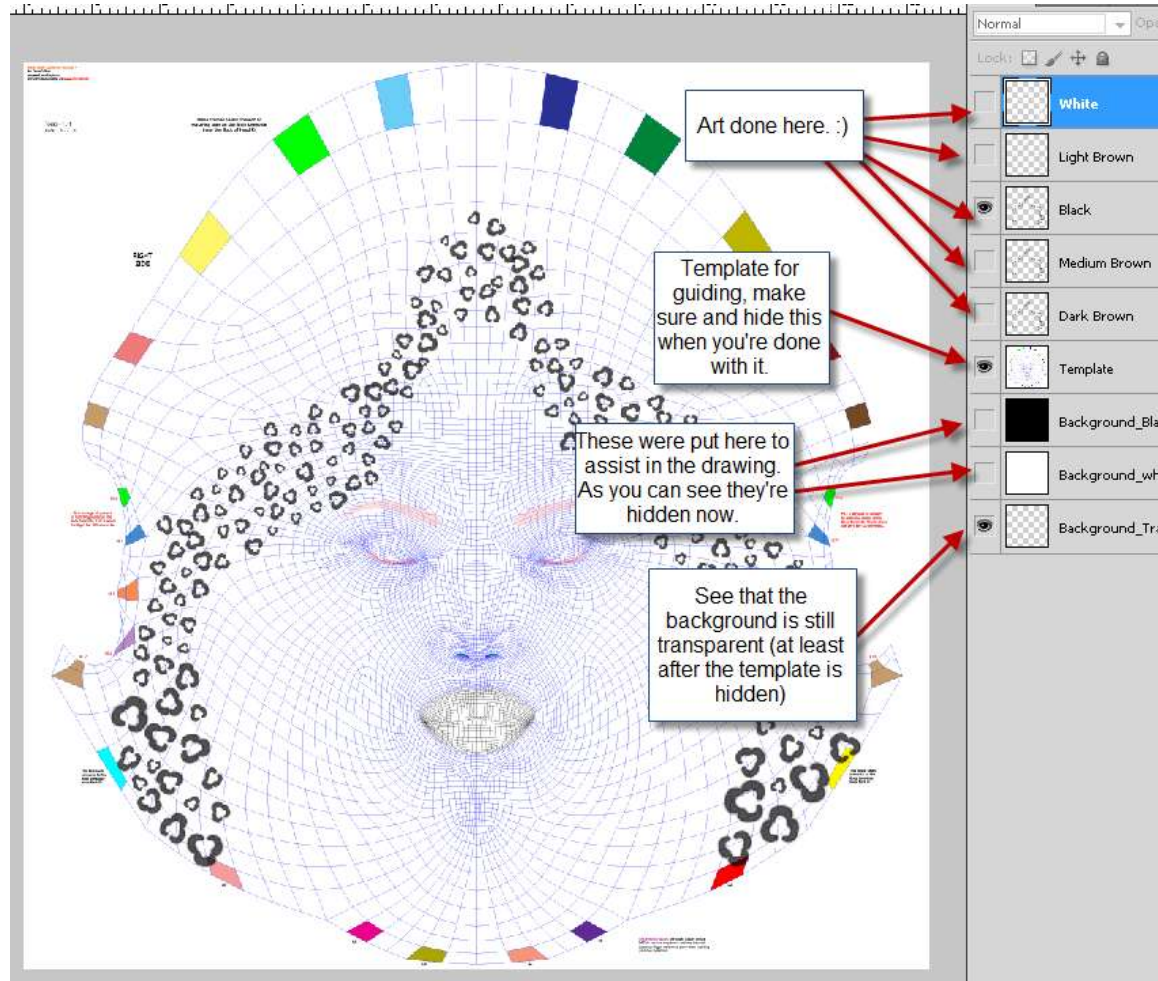 Normal
Opa
Lock:
White
Art done here. :)
Light Brown
Black
Medium Brown
Dark Brown
Template for
guiding, make
sure and hide this
when you're done
with it.
Template
Background_Bla
These were put here to
assist in the drawing.
As you can see they're
hidden now.
Background_wh
Background_Tra
See that the
background is still
transparent (at least
after the template is
hidden)
RIGHT
SIDE